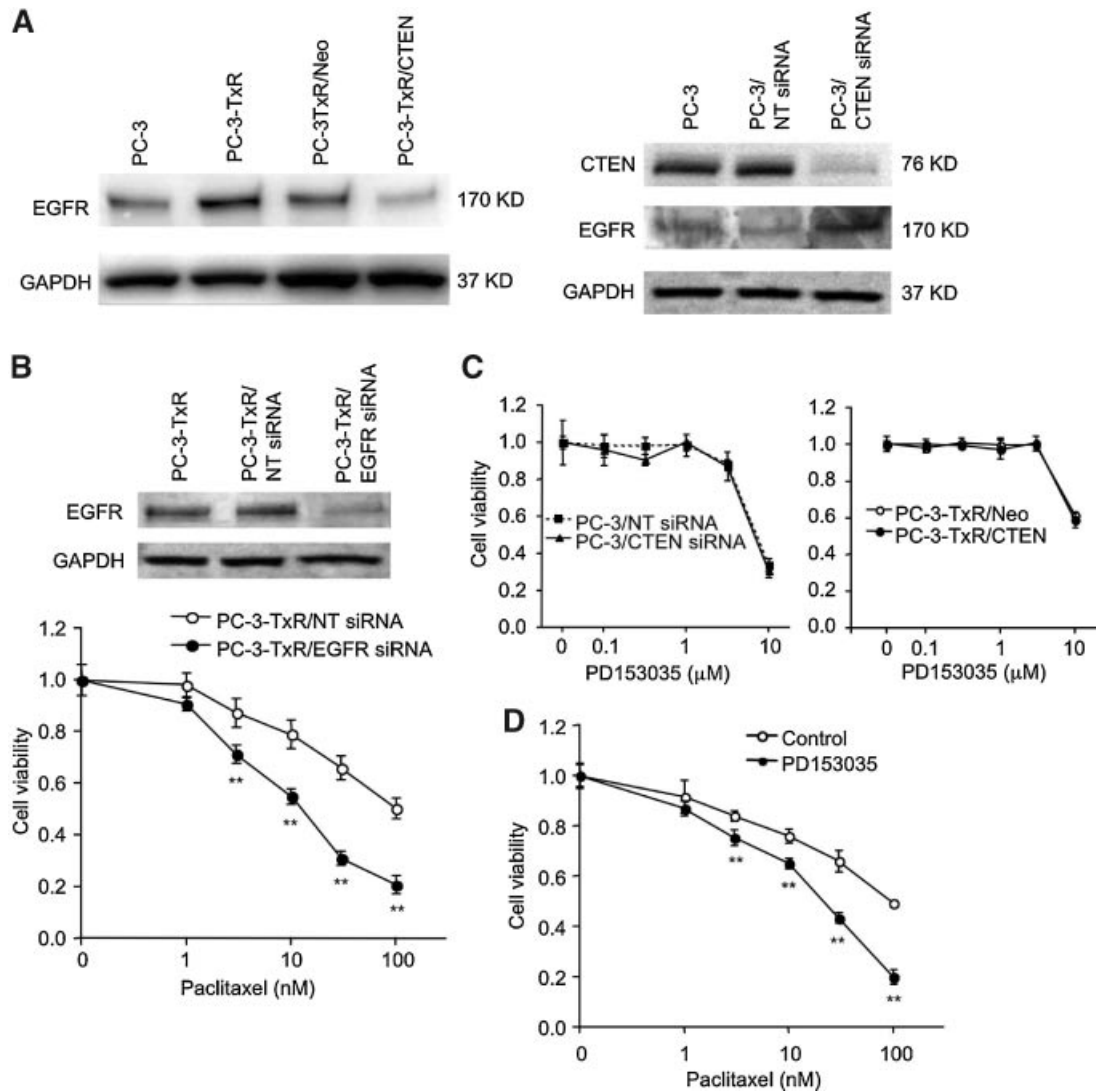 A
PC-3
PC-3-TxR
PC-3TxR/Neo
PC-3-TxR/CTEN
EGFR
170 KD
GAPDH
37 KD
PC-3
PC-3/
NT siRNA
PC-3/
CTEN siRNA
CTEN
76 KD
EGFR
170 KD
GAPDH
37 KD
B
PC-3-TxR
PC-3-TxR/
NT siRNA
PC-3-TxR/
EGFR siRNA
EGFR
GAPDH
PC-3-TxR/NT siRNA
PC-3-TxR/EGFR siRNA
1.2
1.0
0.8
0.6
0.4
0.2
0.0
Cell viability
**
**
**
**
0 1 10 100
Paclitaxel (nM)
C
1.2
1.0
0.8
0.6
0.4
0.2
0.0
Cell viability
PC-3/NT siRNA
PC-3/CTEN siRNA
0 0.1 1 10
PD153035 (μM)
1.2
1.0
0.8
0.6
0.4
0.2
0.0
PC-3-TxR/Neo
PC-3-TxR/CTEN
0 0.1 1 10
PD153035 (μM)
D
Control
PD153035
1.2
1.0
0.8
0.6
0.4
0.2
0.0
Cell viability
**
**
**
**
0 1 10 100
Paclitaxel (nM)